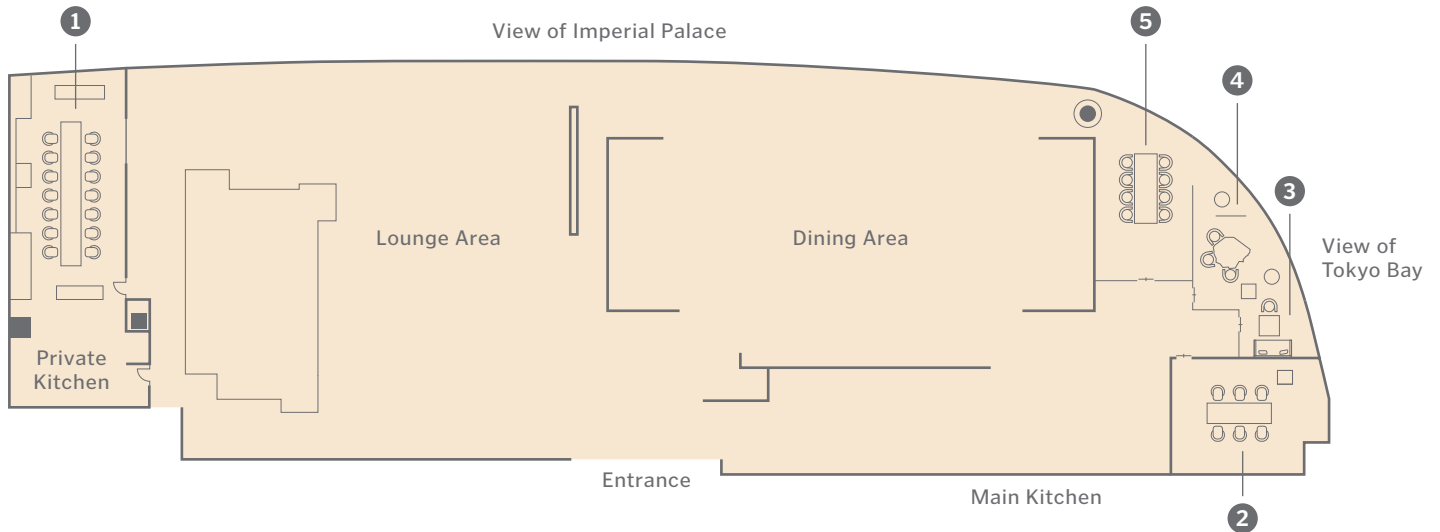 1
View of Imperial Palace
5
4
3
Lounge Area
Dining Area
View of
Tokyo Bay
Private
Kitchen
Entrance
Main Kitchen
2